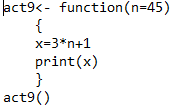 act9<- function(n=45)
{
x=3*n+1
print(x)
}
act9()